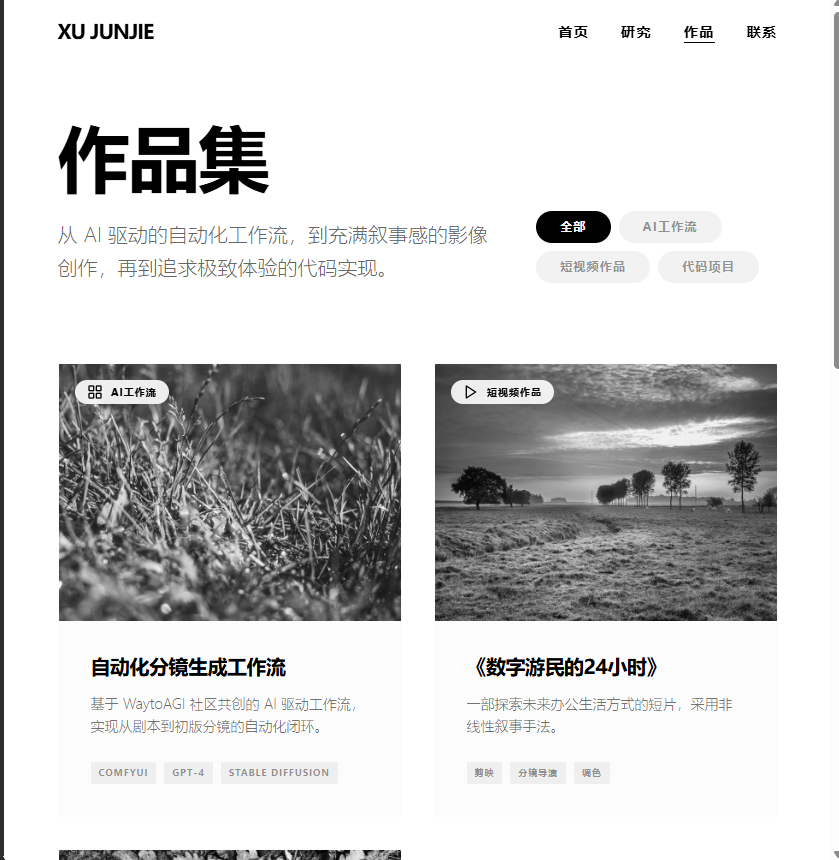 XU JUNJIE
首页 研究 作品 联系
作品集
从 AI 驱动的自动化工作流，到充满叙事感的影像
创作，再到追求极致体验的代码实现。
全部 AI工作流
短视频作品 代码项目
AI工作流
短视频作品
自动化分镜生成工作流
基于 WaytoAGI 社区共创的 AI 驱动工作流，
实现从剧本到初版分镜的自动化闭环。
COMFYUI GPT-4 STABLE DIFFUSION
《数字游民的24小时》
一部探索未来办公生活方式的短片，采用非
线性叙事手法。
剪映 分镜导演 调色